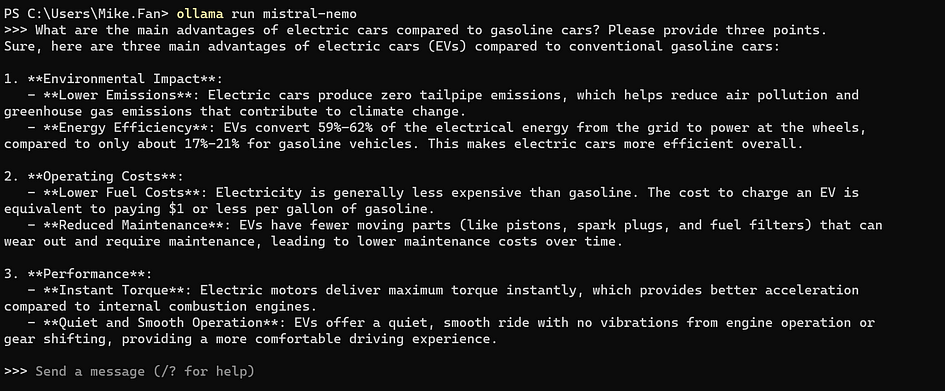 PS C:\Users\Mike.Fan> ollama run mistral-nemo
>>> What are the main advantages of electric cars compared to gasoline cars? Please provide three points.
Sure, here are three main advantages of electric cars (EVs) compared to conventional gasoline cars:
1. **Environmental Impact**:
- **Lower Emissions**: Electric cars produce zero tailpipe emissions, which helps reduce air pollution and
greenhouse gas emissions that contribute to climate change.
- **Energy Efficiency**: EVs convert 59%-62% of the electrical energy from the grid to power at the wheels,
compared to only about 17%-21% for gasoline vehicles. This makes electric cars more efficient overall.
2. **Operating Costs**:
- **Lower Fuel Costs**: Electricity is generally less expensive than gasoline. The cost to charge an EV is
equivalent to paying $1 or less per gallon of gasoline.
- **Reduced Maintenance**: EVs have fewer moving parts (like pistons, spark plugs, and fuel filters) that can
wear out and require maintenance, leading to lower maintenance costs over time.
3. **Performance**:
- **Instant Torque**: Electric motors deliver maximum torque instantly, which provides better acceleration
compared to internal combustion engines.
- **Quiet and Smooth Operation**: EVs offer a quiet, smooth ride with no vibrations from engine operation or
gear shifting, providing a more comfortable driving experience.
>>> Send a message (/? for help)